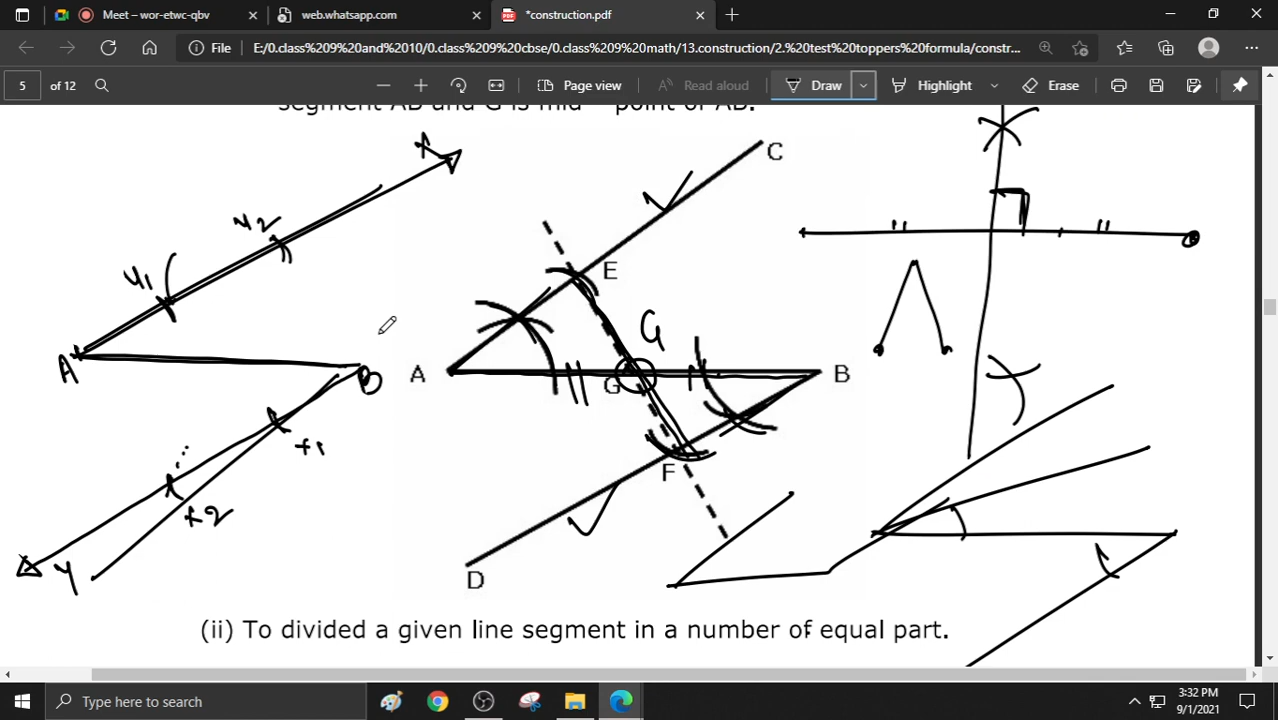 Meet – wor-etwc-qbv
web.whatsapp.com
*construction.pdf
File
E:/0.class%209%20and%2010/0.class%209%20cbse/0.class%209%20math/13.construction/2.%20test%20toppers%20formula/constr...
5 of 12
Page view
Read aloud
Draw
Highlight
Erase
segment AB and G is mid – point of AB.
C
E
G
A
G
B
A
B
F
D
Y
(ii) To divided a given line segment in a number of equal part.
Type here to search
3:32 PM
9/1/2021